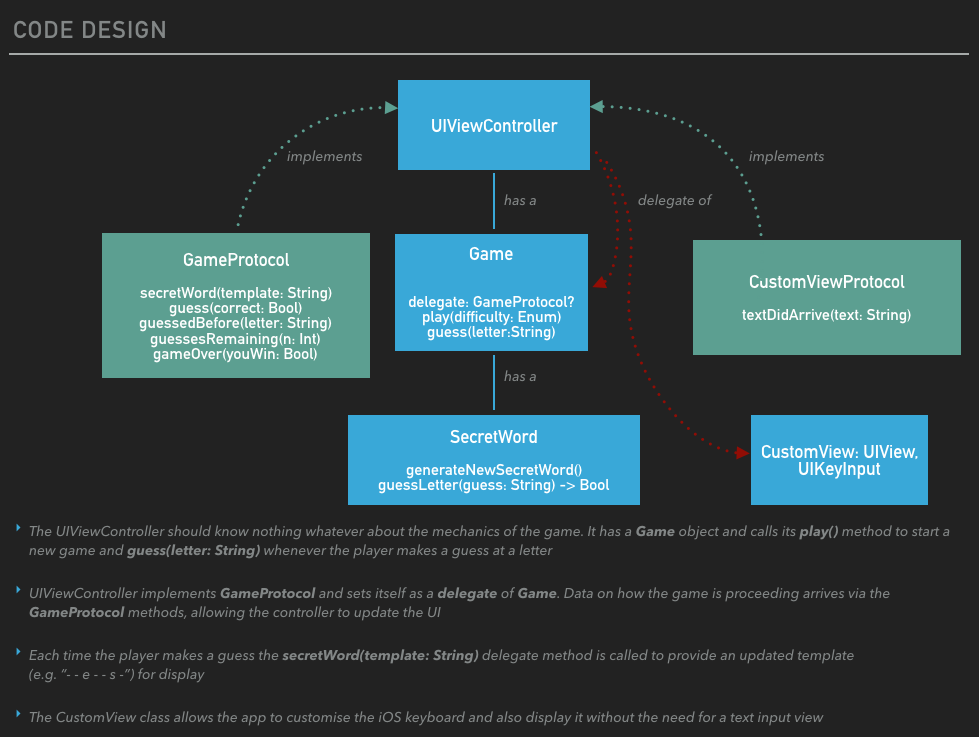 CODE DESIGN
UIViewController
implements
implements
has a
delegate of
GameProtocol
secretWord(template: String)
guess(correct: Bool)
guessedBefore(letter: String)
guessesRemaining(n: Int)
gameOver(youWin: Bool)
Game
delegate: GameProtocol?
play(difficulty: Enum)
guess(letter:String)
CustomViewProtocol
textDidArrive(text: String)
has a
SecretWord
generateNewSecretWord()
guessLetter(guess: String) -> Bool
CustomView: UIView,
UIKeyInput
The UIViewController should know nothing whatever about the mechanics of the game. It has a Game object and calls its play() method to start a
new game and guess(letter: String) whenever the player makes a guess at a letter
UIViewController implements GameProtocol and sets itself as a delegate of Game. Data on how the game is proceeding arrives via the
GameProtocol methods, allowing the controller to update the UI
Each time the player makes a guess the secretWord(template: String) delegate method is called to provide an updated template
(e.g. "- - e - - s -") for display
The CustomView class allows the app to customise the iOS keyboard and also display it without the need for a text input view